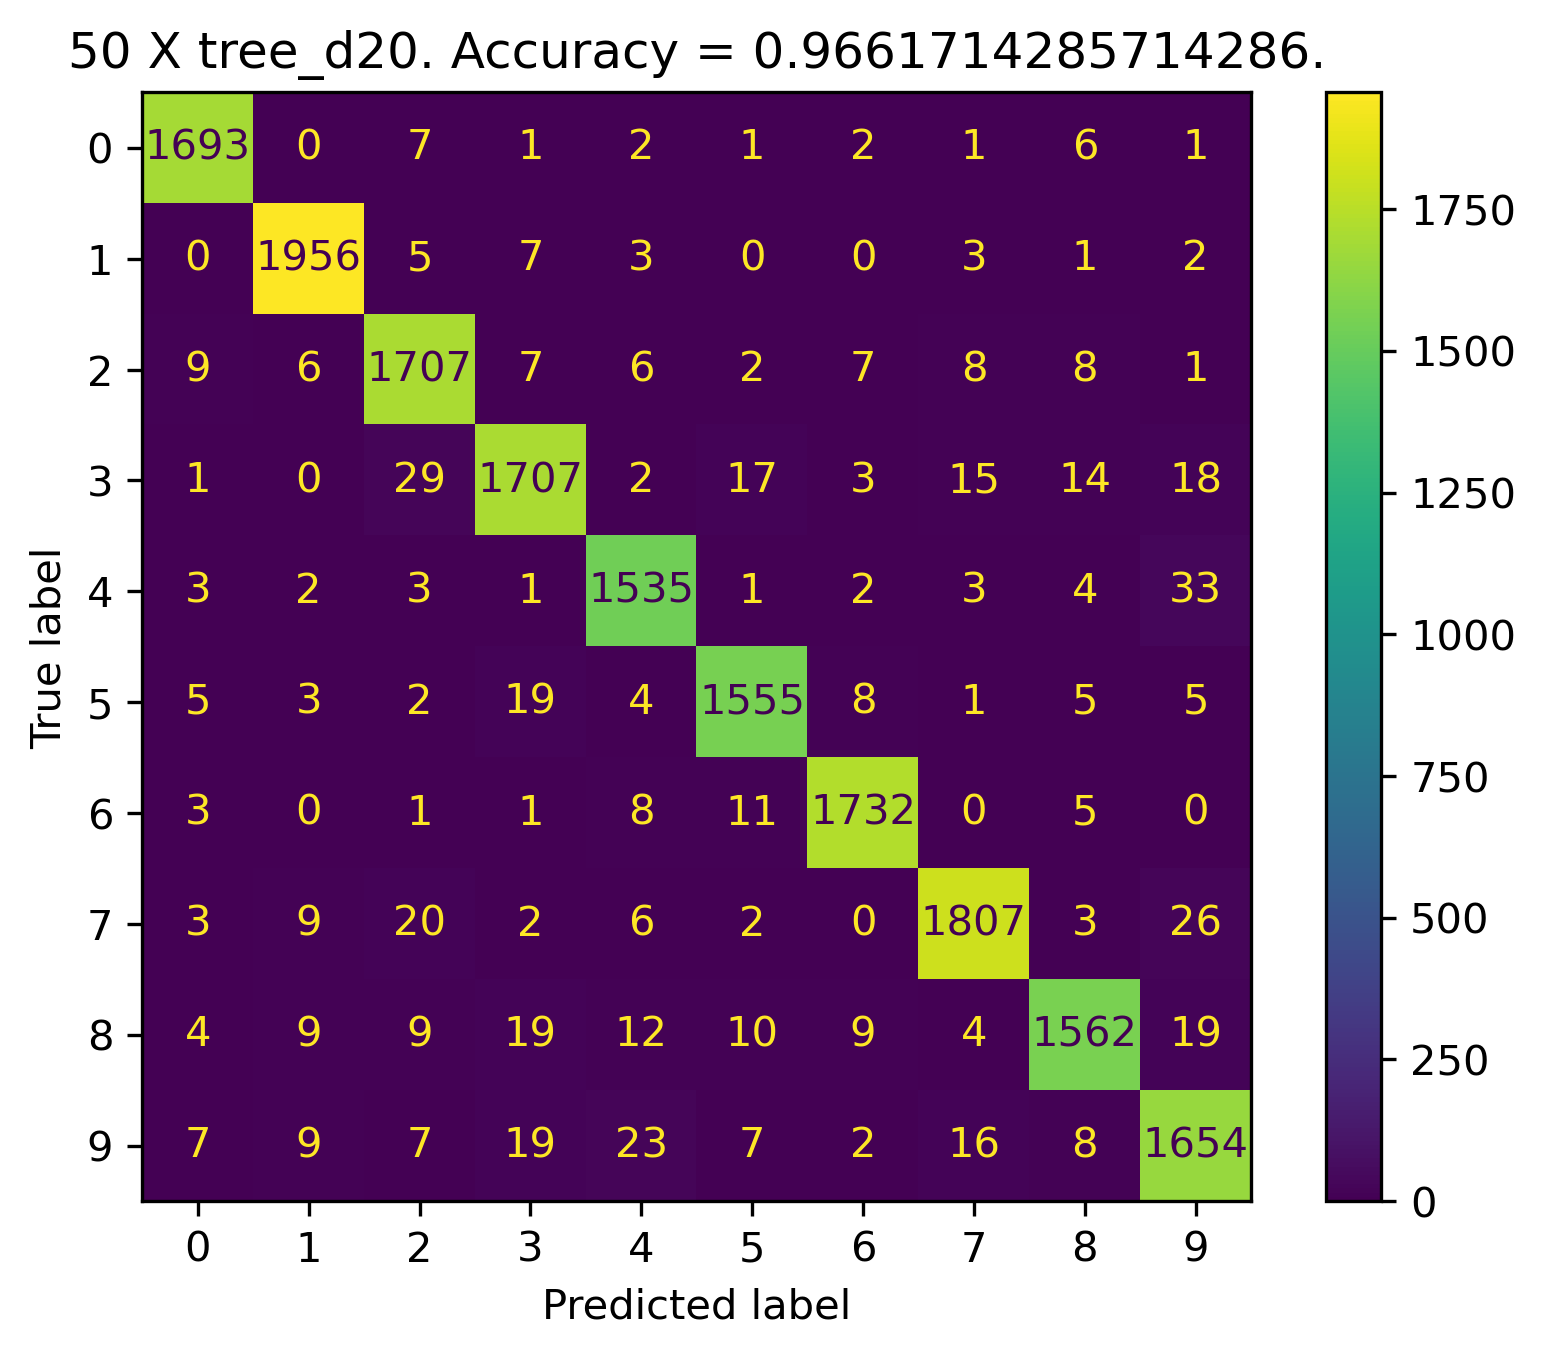 50 X tree_d20. Accuracy = 0.9661714285714286.
0 1693 0 7 1 2 1 2 1 6 1
1 0 1956 5 7 3 0 0 3 1 2
2 9 6 1707 7 6 2 7 8 8 1
3 1 0 29 1707 2 17 3 15 14 18
4 3 2 3 1 1535 1 2 3 4 33
5 5 3 2 19 4 1555 8 1 5 5
6 3 0 1 1 8 11 1732 0 5 0
7 3 9 20 2 6 2 0 1807 3 26
8 4 9 9 19 12 10 9 4 1562 19
9 7 9 7 19 23 7 2 16 8 1654
0 1 2 3 4 5 6 7 8 9
Predicted label
True label
1750
1500
1250
1000
750
500
250
0